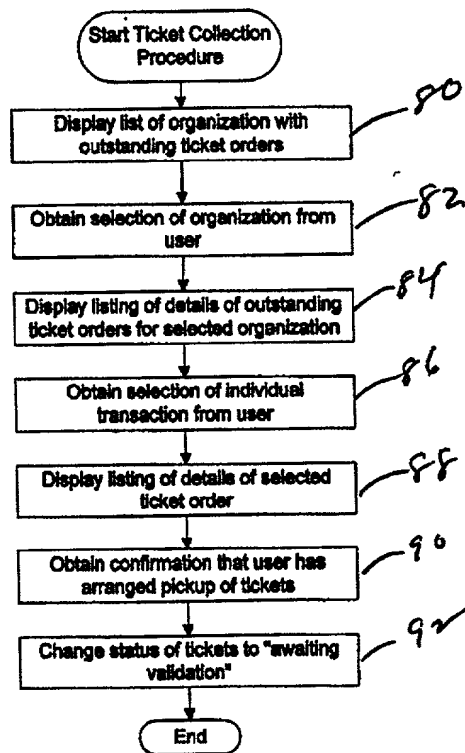 Start Ticket Collection
Procedure
Display list of organization with
outstanding ticket orders
80
Obtain selection of organization from
user
82
Display listing of details of outstanding
ticket orders for selected organization
84
Obtain selection of individual
transaction from user
86
Display listing of details of selected
ticket order
88
Obtain confirmation that user has
arranged pickup of tickets
90
Change status of tickets to "awaiting
validation"
92
End